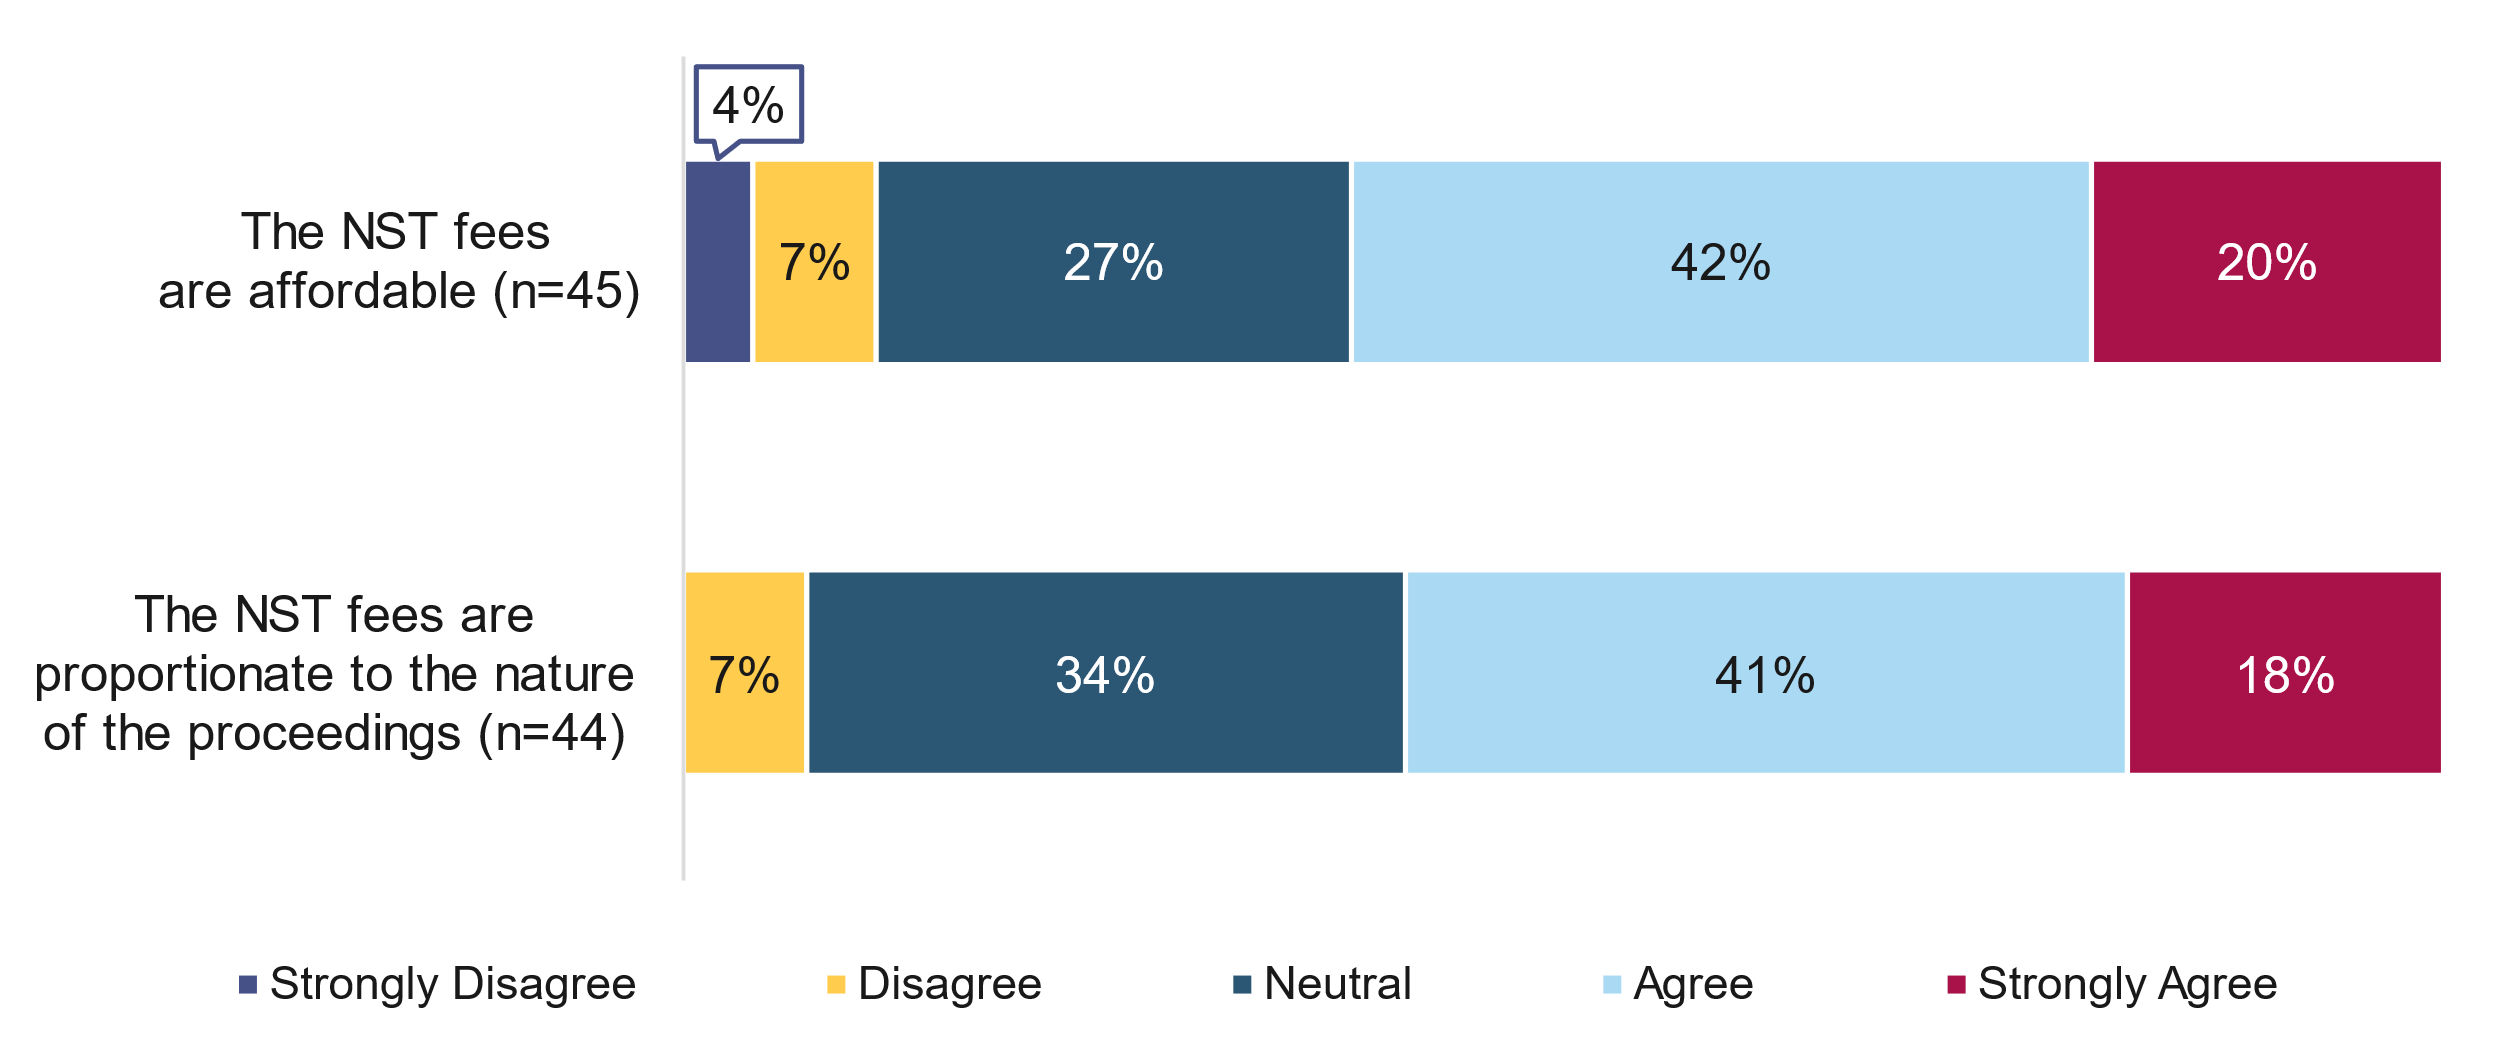 4%
The NST fees
are affordable (n=45)
7% 27% 42% 20%
The NST fees are
proportionate to the nature
of the proceedings (n=44)
7% 34% 41% 18%
Strongly Disagree Disagree Neutral Agree Strongly Agree